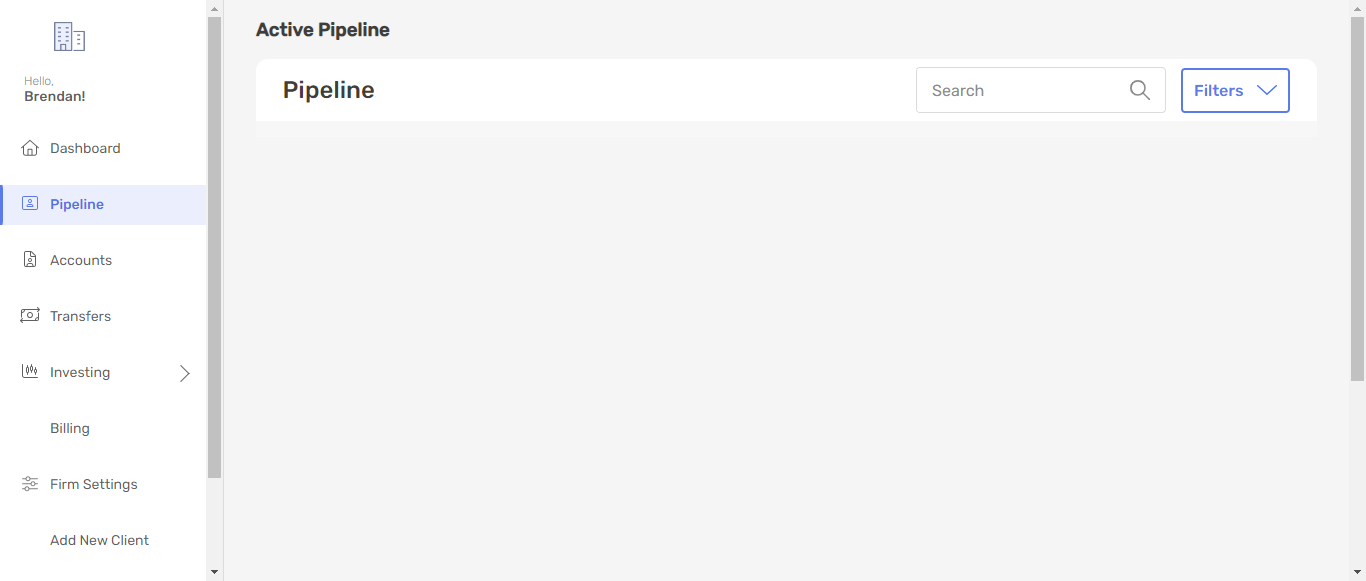 Hello,
Brendan!
Dashboard
Pipeline
Accounts
Transfers
Investing
Billing
Firm Settings
Add New Client
Active Pipeline
Pipeline
Search
Filters